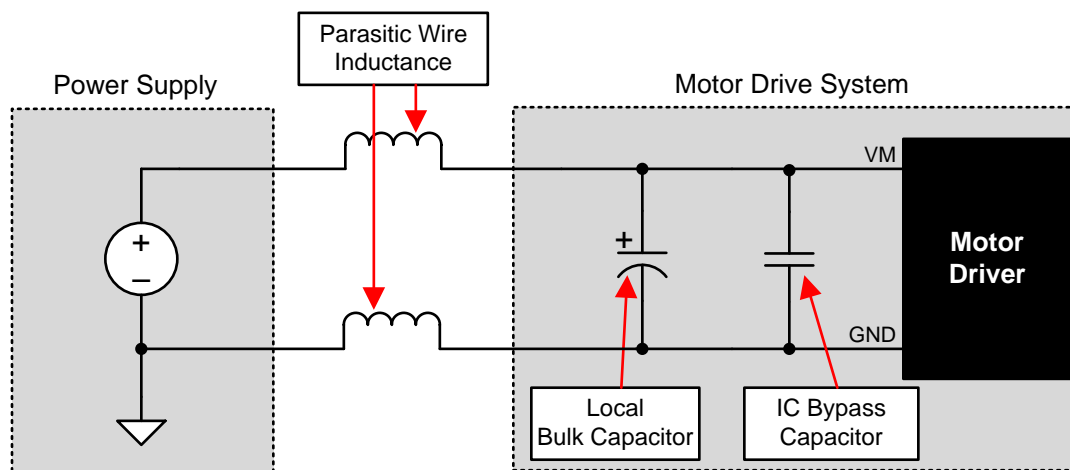 Parasitic Wire
Inductance
Power Supply
Motor Drive System
VM
+
−
+
Motor
Driver
GND
Local
Bulk Capacitor
IC Bypass
Capacitor